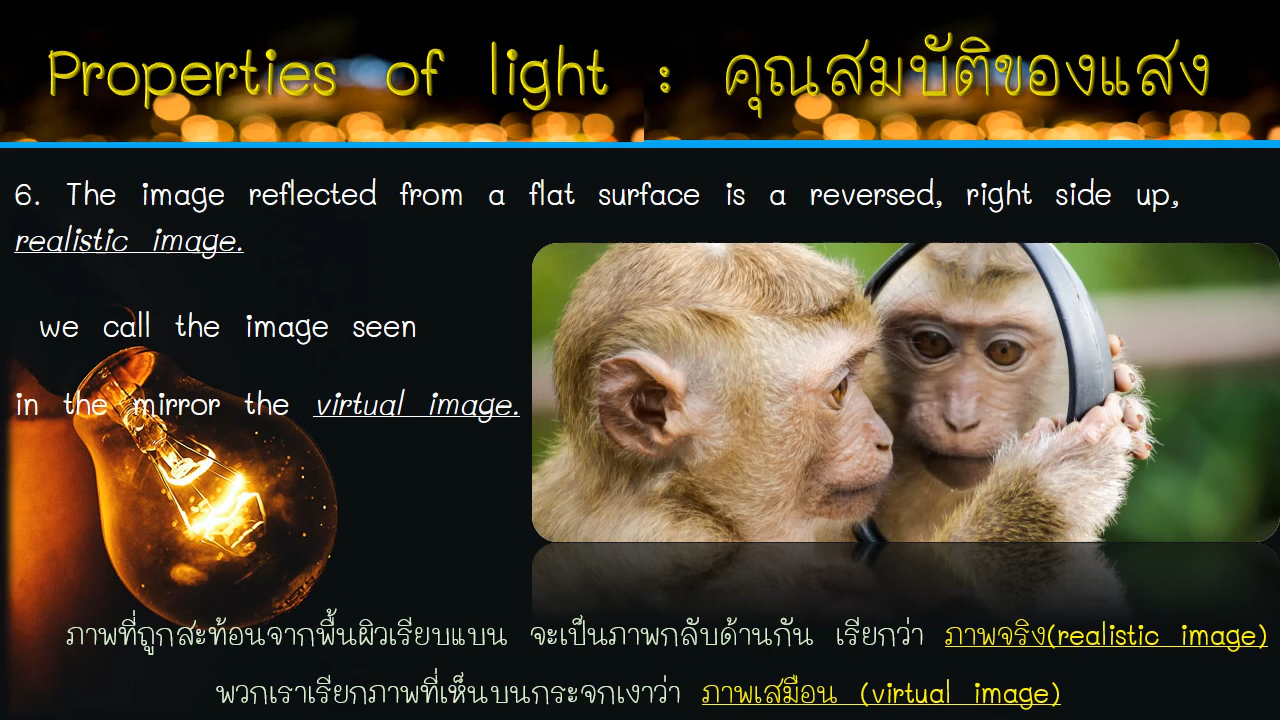 Properties of light : คุณสมบัติของแสง
6. The image reflected from a flat surface is a reversed, right side up,
realistic image.
we call the image seen
in the mirror the virtual image.
ภาพที่ถูกสะท้อนจากพื้นผิวเรียบแบน จะเป็นภาพกลับด้านกัน เรียกว่า ภาพจริง(realistic image)
พวกเราเรียกภาพที่เห็นบนกระจกเงาว่า ภาพเสมือน (virtual image)